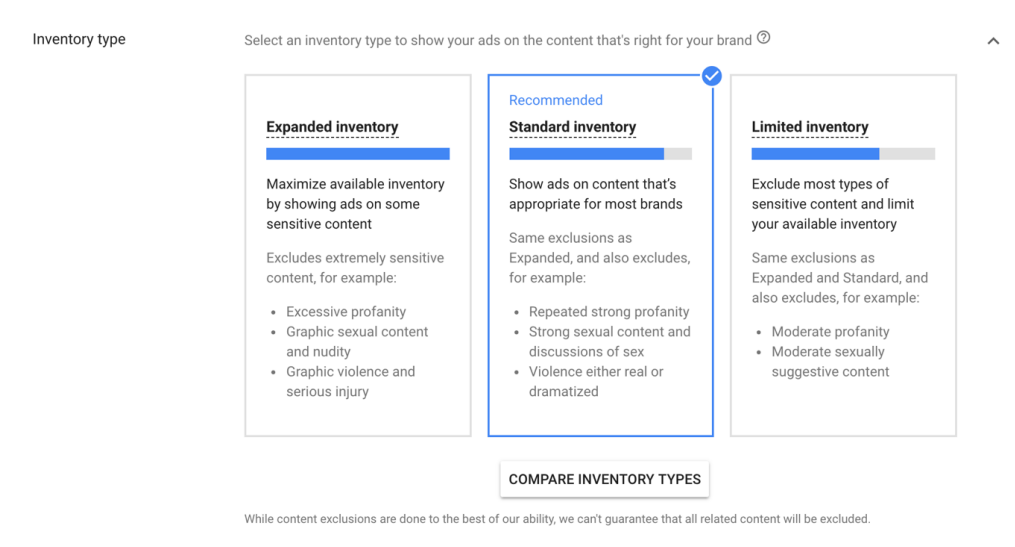 Inventory type
Select an inventory type to show your ads on the content that's right for your brand
Recommended
Expanded inventory
Maximize available inventory
by showing ads on some
sensitive content
Excludes extremely sensitive
content, for example:
• Excessive profanity
• Graphic sexual content
and nudity
• Graphic violence and
serious injury
Standard inventory
Show ads on content that's
appropriate for most brands
Same exclusions as
Expanded, and also excludes,
for example:
• Repeated strong profanity
• Strong sexual content and
discussions of sex
• Violence either real or
dramatized
Limited inventory
Exclude most types of
sensitive content and limit
your available inventory
Same exclusions as
Expanded and Standard, and
also excludes, for example:
• Moderate profanity
• Moderate sexually
suggestive content
COMPARE INVENTORY TYPES
While content exclusions are done to the best of our ability, we can't guarantee that all related content will be excluded.